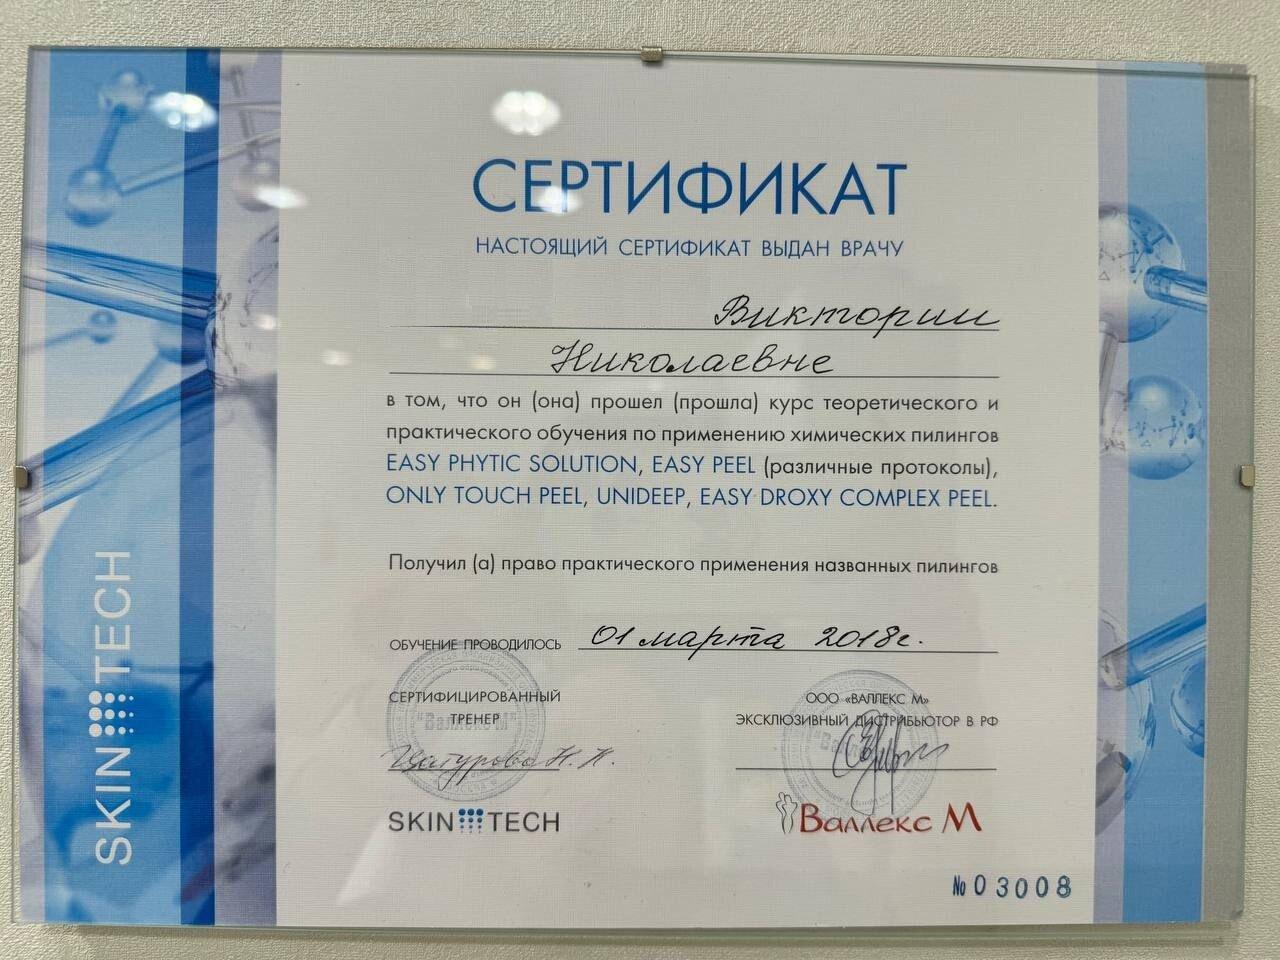 СЕРТИФИКАТ
НАСТОЯЩИЙ СЕРТИФИКАТ ВЫДАН ВРАЧУ
Виктории
Николаевне
в том, что он (она) прошел (прошла) курс теоретического и
практического обучения по применению химических пилингов
EASY PHYTIC SOLUTION, EASY PEEL (различные протоколы),
ONLY TOUCH PEEL, UNIDEEP, EASY DROXY COMPLEX PEEL.
Получил (а) право практического применения названных пилингов
ОБУЧЕНИЕ ПРОВОДИЛОСЬ 01 марта 2018г.
СЕРТИФИЦИРОВАННЫЙ
ТРЕНЕР
"Валлекс М"
Н. Н.
SKIN TECH
ООО «ВАЛЛЕКС М»
ЭКСКЛЮЗИВНЫЙ ДИСТРИБЬЮТОР В РФ
Валлекс М
№ 03008
SKIN TECH